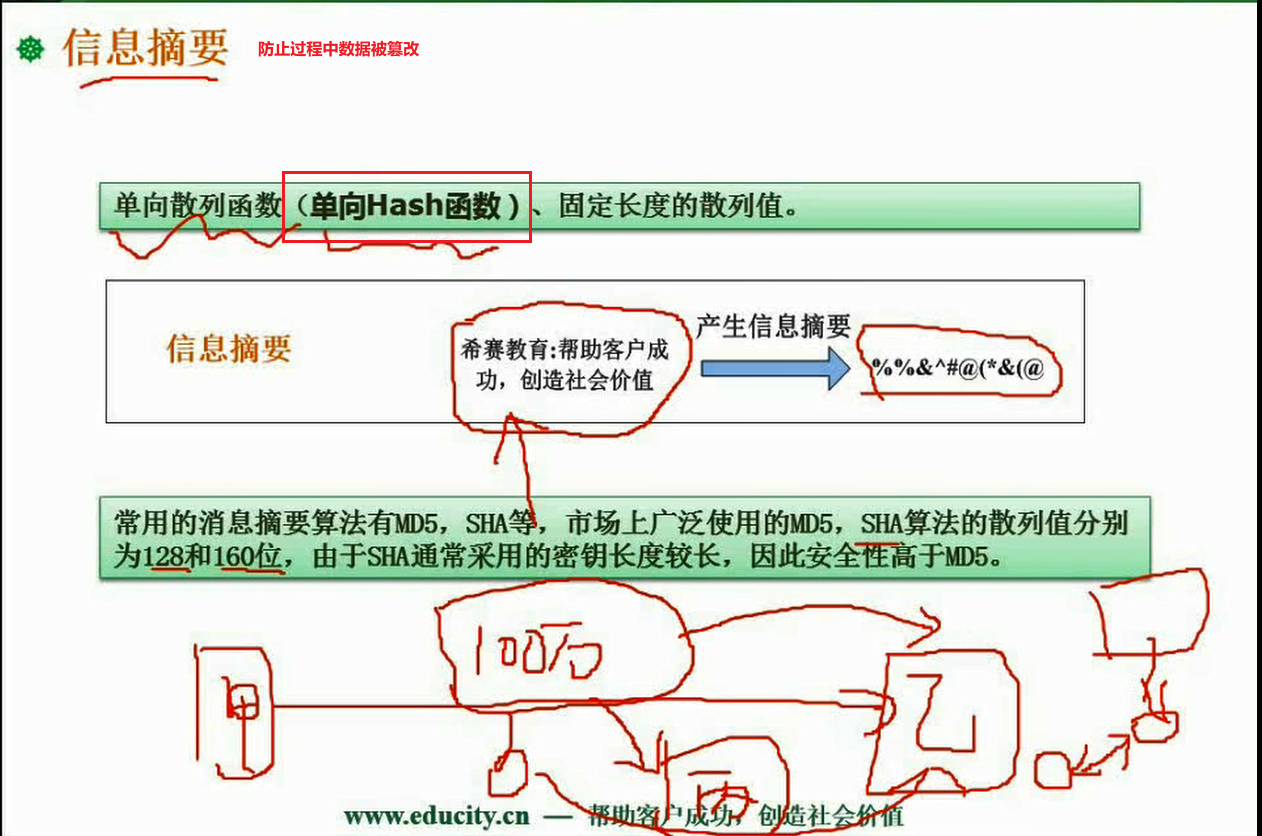 信息摘要 防止过程中数据被篡改
单向散列函数（单向Hash函数）、固定长度的散列值。
信息摘要
希赛教育:帮助客户成
功，创造社会价值
产生信息摘要
%%&^#@(*&(@
常用的消息摘要算法有MD5，SHA等，市场上广泛使用的MD5，SHA算法的散列值分别
为128和160位，由于SHA通常采用的密钥长度较长，因此安全性高于MD5。
100万
甲
乙
丙
www.educity.cn — 帮助客户成功，创造社会价值